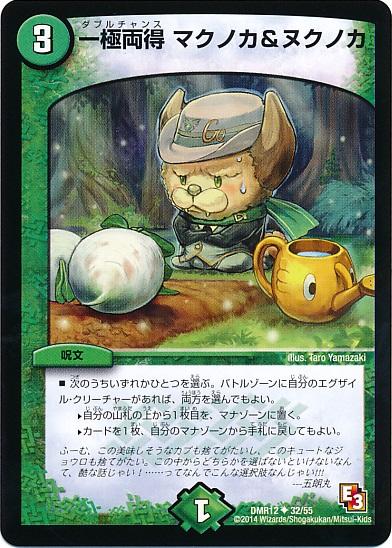 3
ダブルチャンス
一極両得 マクノカ&ヌクノカ
Go
呪文
illus. Taro Yamazaki
■ 次のうちいずれかひとつを選ぶ。バトルゾーンに自分のエグザイル・クリーチャーがあれば、両方を選んでもよい。
▶自分の山札の上から1枚目を、マナゾーンに置く。
▶カードを1枚、自分のマナゾーンから手札に戻してもよい。
ふーむ、この美味しそうなカブも捨てがたいし、このキュートな
ジョウロも捨てがたい。この中からどちらかを選ばないといけないなん
て、酷な話じゃい!……ってなんでこんな選択肢なんじゃい!!!
---五朗丸
1
E3
DMR12 ◆ 32/55
©2014 Wizards/Shogakukan/Mitsui-Kids